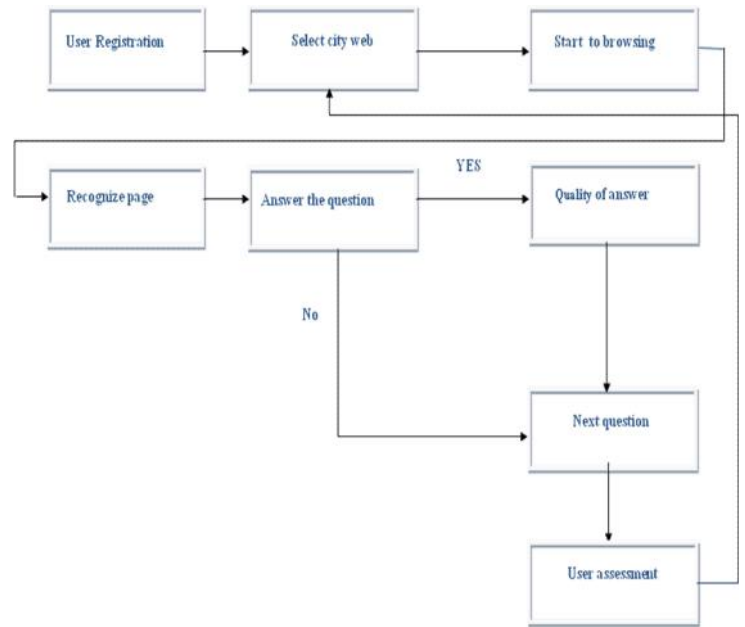 User Registration
Select city web
Start to browsing
Recognize page
Answer the question
YES
Quality of answer
No
Next question
User assessment